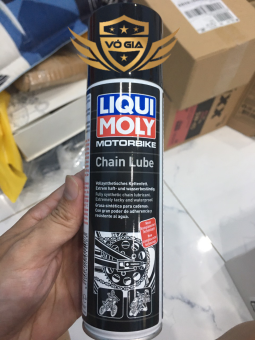 VÕ GIA
LIQUI
MOLY
MOTORBIKE
Chain Lube
Vollsynthetisches Kettenfett.
Extrem haft- und wasserbeständig.
Fully synthetic chain lubricant.
Extremely tacky and waterproof.
Grasa sintética para cadenas.
Con gran poder de adherencia y
resistente al agua.